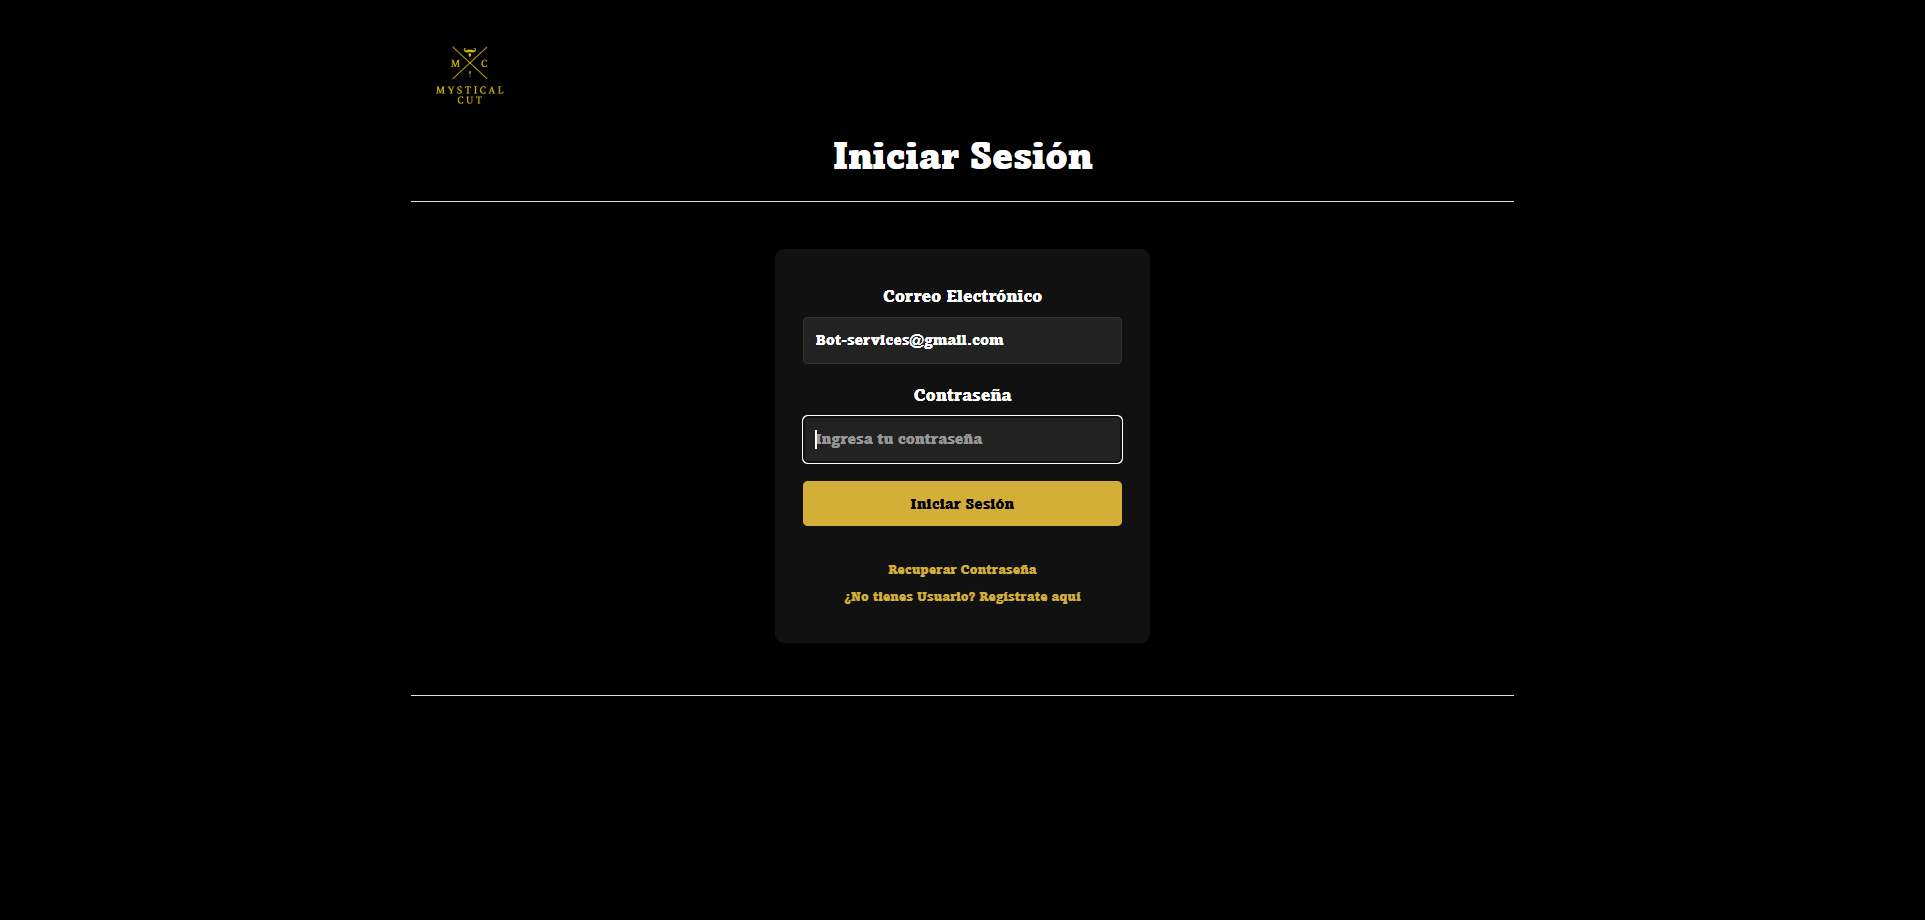 M C
MYSTICAL
CUT
Iniciar Sesión
Correo Electrónico
Bot-services@gmail.com
Contraseña
Ingresa tu contraseña
Iniciar Sesión
Recuperar Contraseña
¿No tienes Usuario? Regístrate aquí